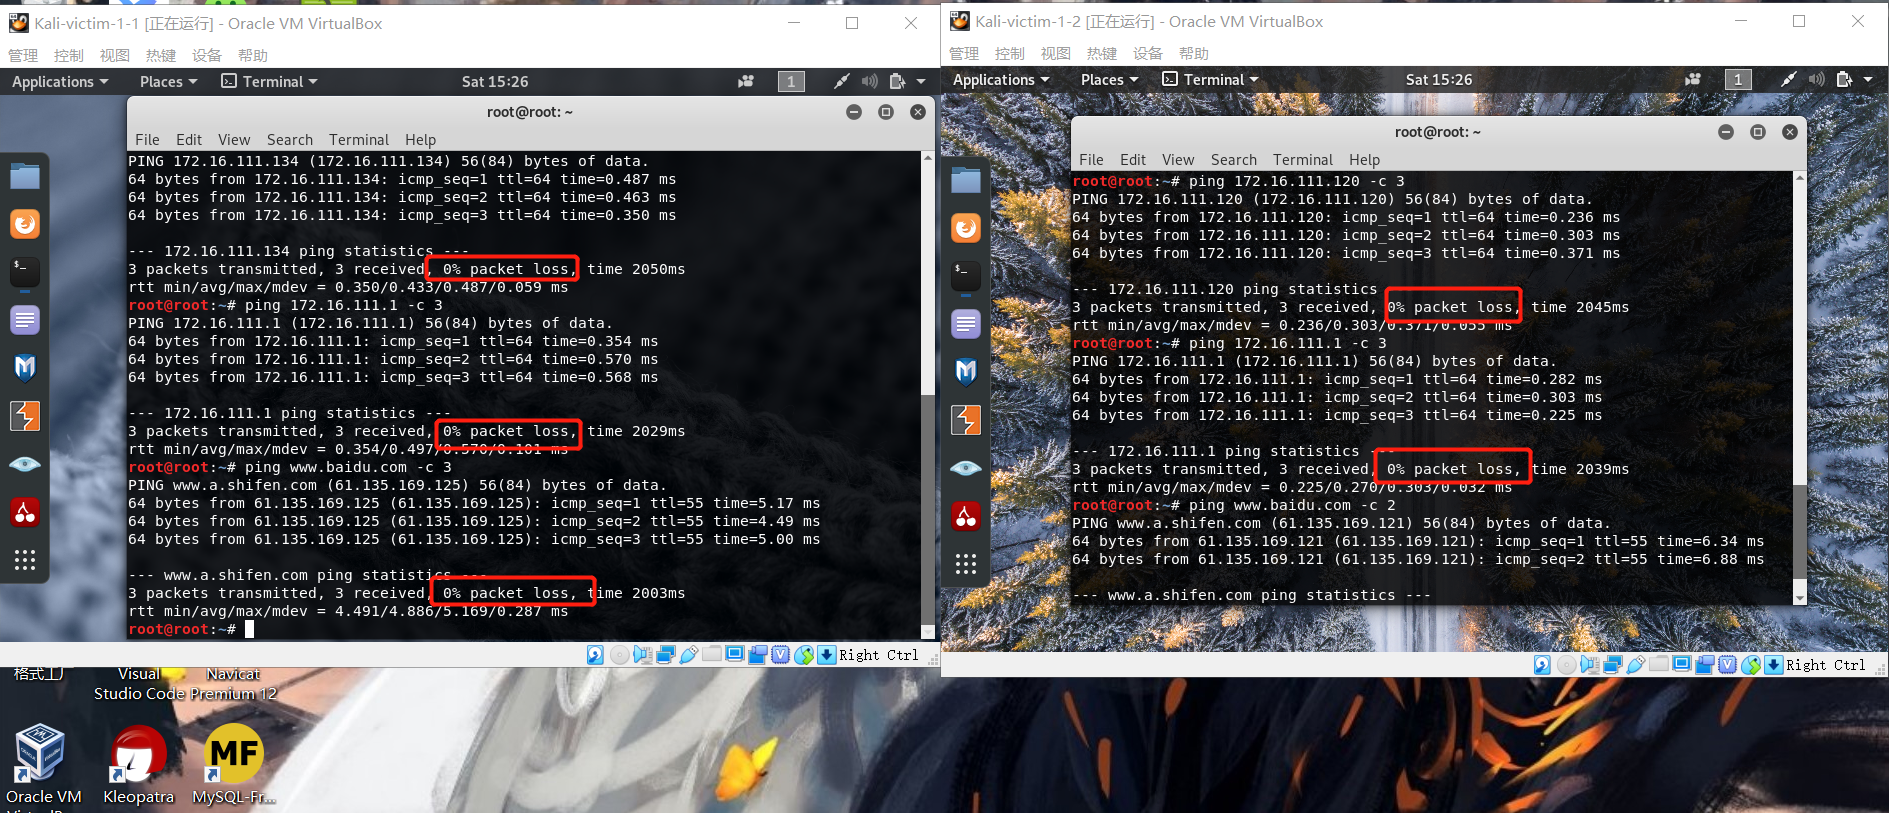 Kali-victim-1-1 [正在运行] - Oracle VM VirtualBox
管理 控制 视图 热键 设备 帮助
Applications Places Terminal Sat 15:26 1
root@root: ~
File Edit View Search Terminal Help
PING 172.16.111.134 (172.16.111.134) 56(84) bytes of data.
64 bytes from 172.16.111.134: icmp_seq=1 ttl=64 time=0.487 ms
64 bytes from 172.16.111.134: icmp_seq=2 ttl=64 time=0.463 ms
64 bytes from 172.16.111.134: icmp_seq=3 ttl=64 time=0.350 ms
--- 172.16.111.134 ping statistics ---
3 packets transmitted, 3 received, 0% packet loss, time 2050ms
rtt min/avg/max/mdev = 0.350/0.433/0.487/0.059 ms
root@root:~# ping 172.16.111.1 -c 3
PING 172.16.111.1 (172.16.111.1) 56(84) bytes of data.
64 bytes from 172.16.111.1: icmp_seq=1 ttl=64 time=0.354 ms
64 bytes from 172.16.111.1: icmp_seq=2 ttl=64 time=0.570 ms
64 bytes from 172.16.111.1: icmp_seq=3 ttl=64 time=0.568 ms
--- 172.16.111.1 ping statistics ---
3 packets transmitted, 3 received, 0% packet loss, time 2029ms
rtt min/avg/max/mdev = 0.354/0.497/0.570/0.101 ms
root@root:~# ping www.baidu.com -c 3
PING www.a.shifen.com (61.135.169.125) 56(84) bytes of data.
64 bytes from 61.135.169.125 (61.135.169.125): icmp_seq=1 ttl=55 time=5.17 ms
64 bytes from 61.135.169.125 (61.135.169.125): icmp_seq=2 ttl=55 time=4.49 ms
64 bytes from 61.135.169.125 (61.135.169.125): icmp_seq=3 ttl=55 time=5.00 ms
--- www.a.shifen.com ping statistics ---
3 packets transmitted, 3 received, 0% packet loss, time 2003ms
rtt min/avg/max/mdev = 4.491/4.886/5.169/0.287 ms
root@root:~#
Right Ctrl
Kali-victim-1-2 [正在运行] - Oracle VM VirtualBox
管理 控制 视图 热键 设备 帮助
Applications Places Terminal Sat 15:26 1
root@root: ~
File Edit View Search Terminal Help
root@root:~# ping 172.16.111.120 -c 3
PING 172.16.111.120 (172.16.111.120) 56(84) bytes of data.
64 bytes from 172.16.111.120: icmp_seq=1 ttl=64 time=0.236 ms
64 bytes from 172.16.111.120: icmp_seq=2 ttl=64 time=0.303 ms
64 bytes from 172.16.111.120: icmp_seq=3 ttl=64 time=0.371 ms
--- 172.16.111.120 ping statistics
3 packets transmitted, 3 received, 0% packet loss, time 2045ms
rtt min/avg/max/mdev = 0.236/0.303/0.371/0.055 ms
root@root:~# ping 172.16.111.1 -c 3
PING 172.16.111.1 (172.16.111.1) 56(84) bytes of data.
64 bytes from 172.16.111.1: icmp_seq=1 ttl=64 time=0.282 ms
64 bytes from 172.16.111.1: icmp_seq=2 ttl=64 time=0.303 ms
64 bytes from 172.16.111.1: icmp_seq=3 ttl=64 time=0.225 ms
--- 172.16.111.1 ping statistics ---
3 packets transmitted, 3 received, 0% packet loss, time 2039ms
rtt min/avg/max/mdev = 0.225/0.270/0.303/0.032 ms
root@root:~# ping www.baidu.com -c 2
PING www.a.shifen.com (61.135.169.121) 56(84) bytes of data.
64 bytes from 61.135.169.121 (61.135.169.121): icmp_seq=1 ttl=55 time=6.34 ms
64 bytes from 61.135.169.121 (61.135.169.121): icmp_seq=2 ttl=55 time=6.88 ms
--- www.a.shifen.com ping statistics ---
Right Ctrl
格式工厂
Visual
Studio Code
Navicat
Premium 12
Oracle VM
Kleopatra
MF
MySQL-Fr...